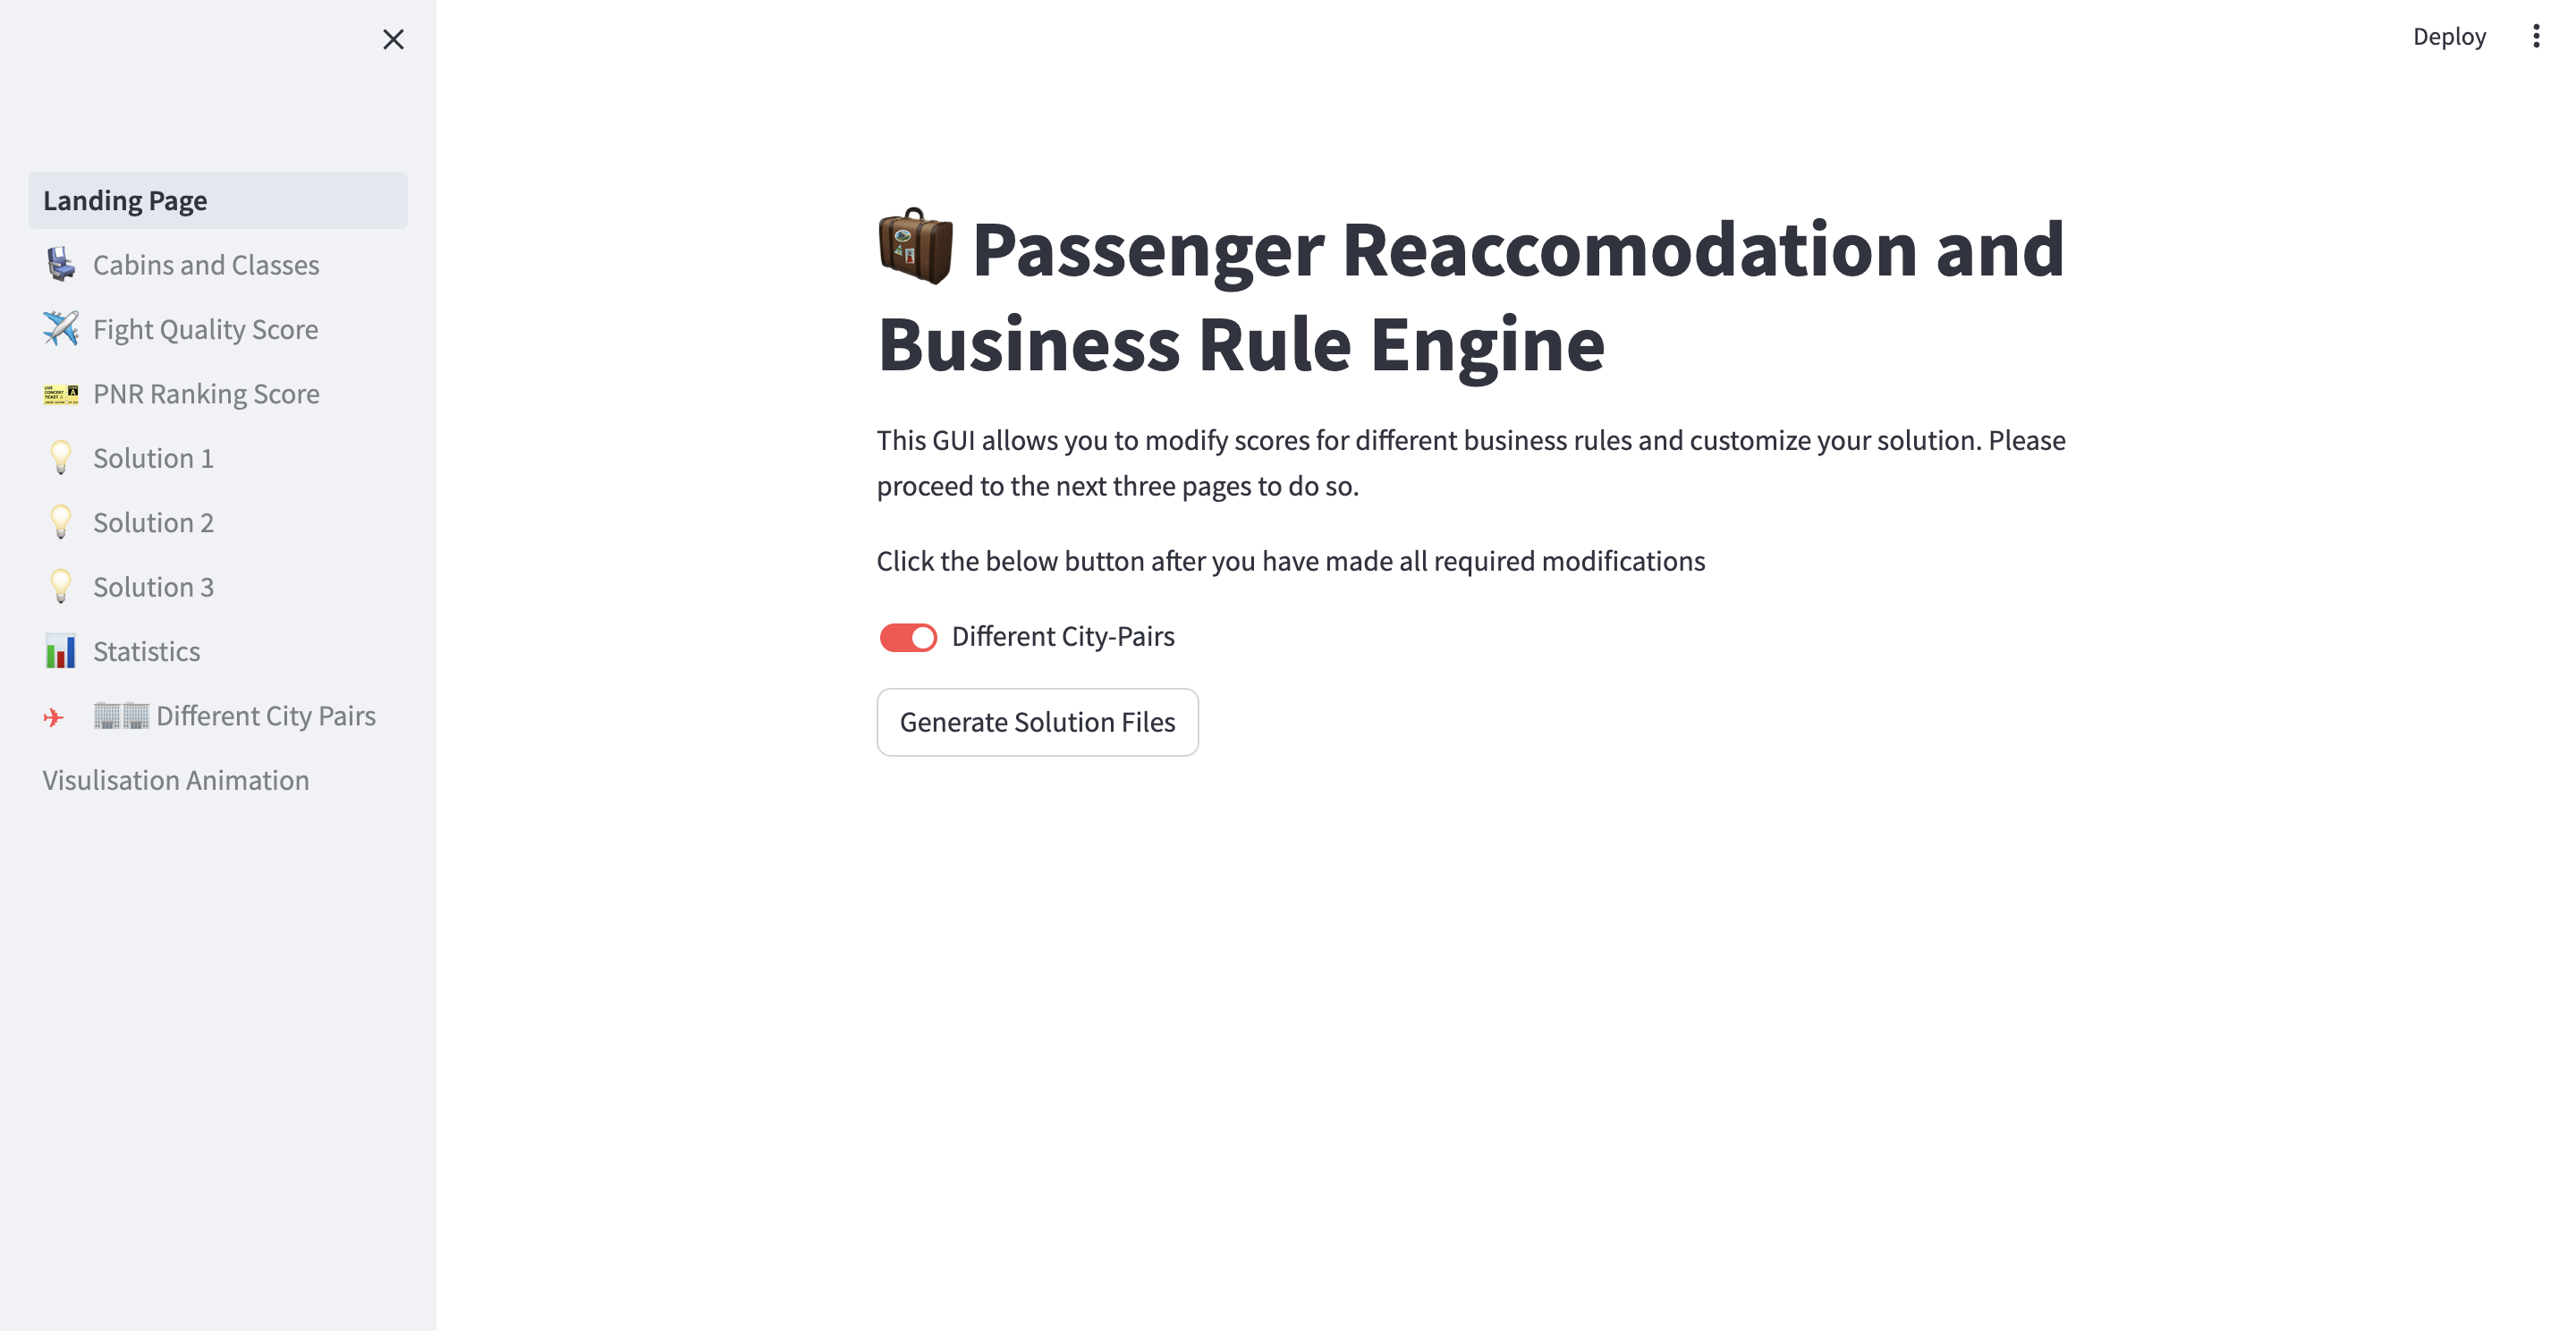 Deploy
Landing Page
Cabins and Classes
Fight Quality Score
PNR Ranking Score
Solution 1
Solution 2
Solution 3
Statistics
Different City Pairs
Visulisation Animation
Passenger Reaccomodation and
Business Rule Engine
This GUI allows you to modify scores for different business rules and customize your solution. Please
proceed to the next three pages to do so.
Click the below button after you have made all required modifications
Different City-Pairs
Generate Solution Files